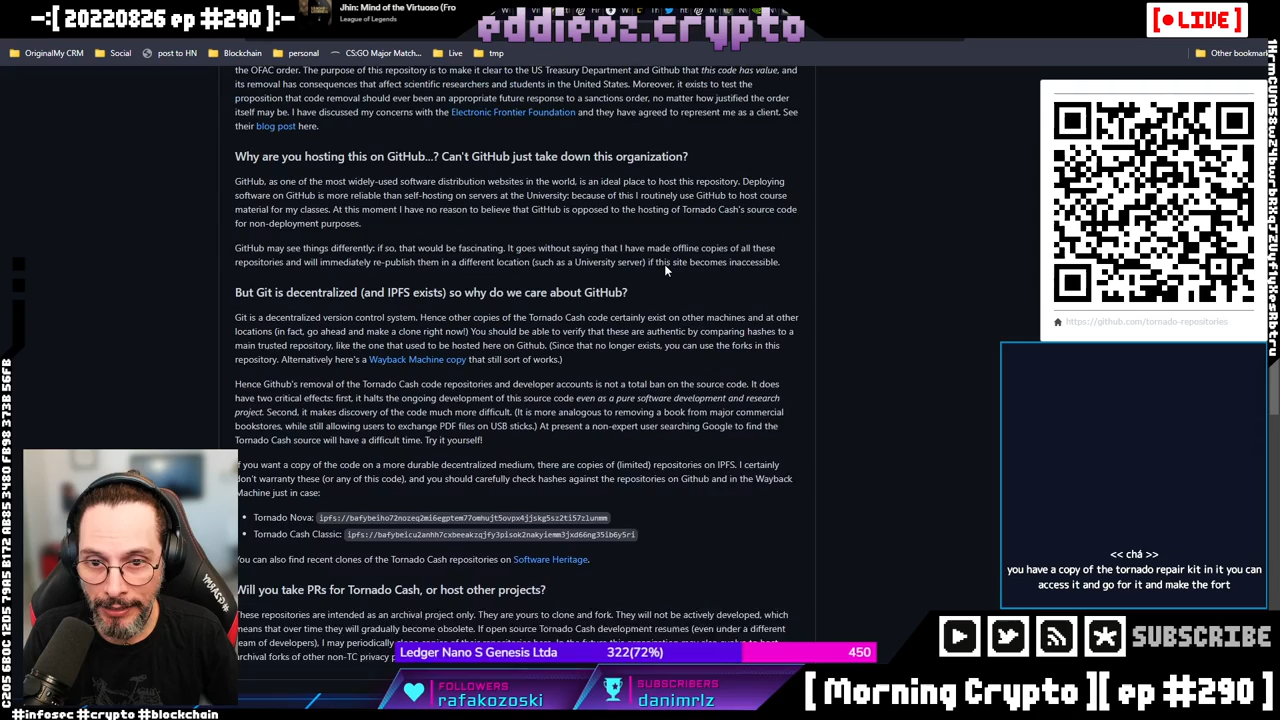 —:[ 20220826 ep #290 ]:—
Jhin: Mind of the Virtuoso (Fro
League of Legends
eddieoz.crypto
[●LIVE]
OriginalMy CRM
Social
post to HN
Blockchain
personal
CS:GO Major Match...
Live
tmp
Other bookmar
the OFAC order. The purpose of this repository is to make it clear to the US Treasury Department and Github that this code has value, and
its removal has consequences that affect scientific researchers and students in the United States. Moreover, it exists to test the
proposition that code removal should ever been an appropriate future response to a sanctions order, no matter how justified the order
itself may be. I have discussed my concerns with the Electronic Frontier Foundation and they have agreed to represent me as a client. See
their blog post here.
Why are you hosting this on GitHub...? Can't GitHub just take down this organization?
GitHub, as one of the most widely-used software distribution websites in the world, is an ideal place to host this repository. Deploying
software on GitHub is more reliable than self-hosting on servers at the University: because of this I routinely use GitHub to host course
material for my classes. At this moment I have no reason to believe that GitHub is opposed to the hosting of Tornado Cash's source code
for non-deployment purposes.
GitHub may see things differently: if so, that would be fascinating. It goes without saying that I have made offline copies of all these
repositories and will immediately re-publish them in a different location (such as a University server) if this site becomes inaccessible.
But Git is decentralized (and IPFS exists) so why do we care about GitHub?
Git is a decentralized version control system. Hence other copies of the Tornado Cash code certainly exist on other machines and at other
locations (in fact, go ahead and make a clone right now!) You should be able to verify that these are authentic by comparing hashes to a
main trusted repository, like the one that used to be hosted here on Github. (Since that no longer exists, you can use the forks in this
repository. Alternatively here's a Wayback Machine copy that still sort of works.)
Hence Github's removal of the Tornado Cash code repositories and developer accounts is not a total ban on the source code. It does
have two critical effects: first, it halts the ongoing development of this source code even as a pure software development and research
project. Second, it makes discovery of the code much more difficult. (It is more analogous to removing a book from major commercial
bookstores, while still allowing users to exchange PDF files on USB sticks.) At present a non-expert user searching Google to find the
Tornado Cash source will have a difficult time. Try it yourself!
If you want a copy of the code on a more durable decentralized medium, there are copies of (limited) repositories on IPFS. I certainly
don't warranty these (or any of this code), and you should carefully check hashes against the repositories on Github and in the Wayback
Machine just in case:
Tornado Nova: ipfs://bafybeiho72nozeq2mi6egptem77omhujt5ovpx4jjskg5sz2ti57zlunmm
Tornado Cash Classic: ipfs://bafybeicu2anhh7cxbeeakzqjfy3pisok2nakyiemm3jxd66ng35ib6y5ri
You can also find recent clones of the Tornado Cash repositories on Software Heritage.
Will you take PRs for Tornado Cash, or host other projects?
These repositories are intended as an archival project only. They are yours to clone and fork. They will not be actively developed, which
means that over time they will gradually become obsolete. If open source Tornado Cash development resumes (even under a different
archival forks of other non-TC privacy
https://github.com/tornado-repositories
<< chá >>
you have a copy of the tornado repair kit in it you can
access it and go for it and make the fort
SUBSCRIBE
Ledger Nano S Genesis Ltda
322(72%)
450
FOLLOWERS
rafakozoski
SUBSCRIBERS
danimrlz
[ Morning Crypto ][ ep #290 ]
#infosec #crypto #blockchain